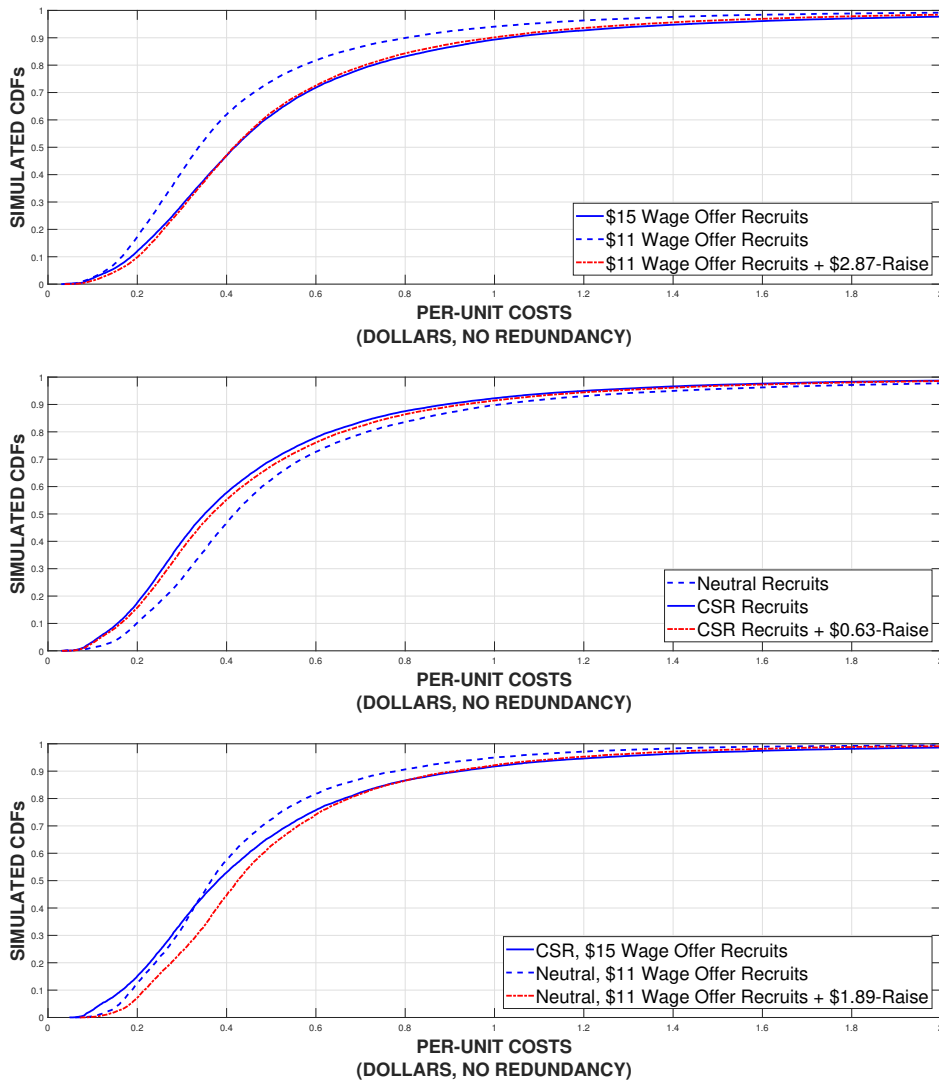 SIMULATED CDFs
1
0.9
0.8
0.7
0.6
0.5
0.4
0.3
0.2
0.1
0
$15 Wage Offer Recruits
$11 Wage Offer Recruits
$11 Wage Offer Recruits + $2.87-Raise
0 0.2 0.4 0.6 0.8 1 1.2 1.4 1.6 1.8 2
PER-UNIT COSTS
(DOLLARS, NO REDUNDANCY)
SIMULATED CDFs
1
0.9
0.8
0.7
0.6
0.5
0.4
0.3
0.2
0.1
0
Neutral Recruits
CSR Recruits
CSR Recruits + $0.63-Raise
0 0.2 0.4 0.6 0.8 1 1.2 1.4 1.6 1.8 2
PER-UNIT COSTS
(DOLLARS, NO REDUNDANCY)
SIMULATED CDFs
1
0.9
0.8
0.7
0.6
0.5
0.4
0.3
0.2
0.1
0
CSR, $15 Wage Offer Recruits
Neutral, $11 Wage Offer Recruits
Neutral, $11 Wage Offer Recruits + $1.89-Raise
0 0.2 0.4 0.6 0.8 1 1.2 1.4 1.6 1.8 2
PER-UNIT COSTS
(DOLLARS, NO REDUNDANCY)